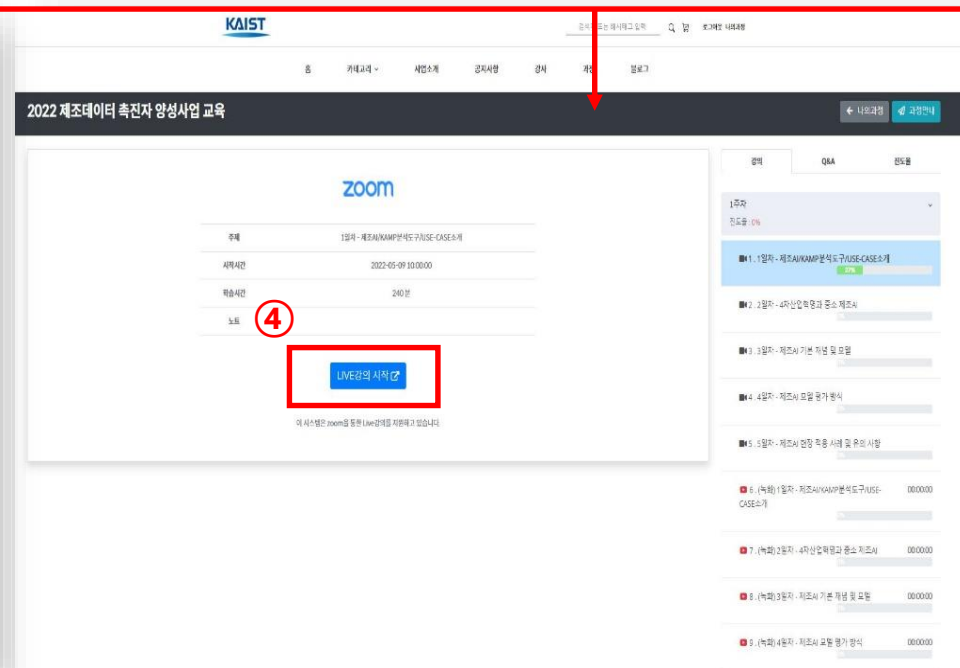 KAIST
검색어 또는 해시태그 입력
로그아웃 나의과정
홈 카테고리 사업소개 공지사항 강사 과정 블로그
2022 제조데이터 촉진자 양성사업 교육
나의과정 과정안내
zoom
주제 1일차 - 제조AI/KAMP분석도구/USE-CASE소개
시작시간 2022-05-09 10:00:00
학습시간 240 분
노트
④
LIVE강의 시작
이 시스템은 zoom을 통한 Live강의를 지원하고 있습니다.
강의 Q&A 진도율
1주차
진도율 : 0%
1 . 1일차 - 제조AI/KAMP분석도구/USE-CASE소개
37%
2 . 2일차 - 4차산업혁명과 중소 제조AI
3 . 3일차 - 제조AI 기본 개념 및 모델
4 . 4일차 - 제조AI 모델 평가 방식
5 . 5일차 - 제조AI 현장 적용 사례 및 유의 사항
6 . (녹화) 1일차 - 제조AI/KAMP분석도구/USE- 00:00:00
CASE소개
7 . (녹화) 2일차 - 4차산업혁명과 중소 제조AI 00:00:00
8 . (녹화) 3일차 - 제조AI 기본 개념 및 모델 00:00:00
9 . (녹화) 4일차 - 제조AI 모델 평가 방식 00:00:00